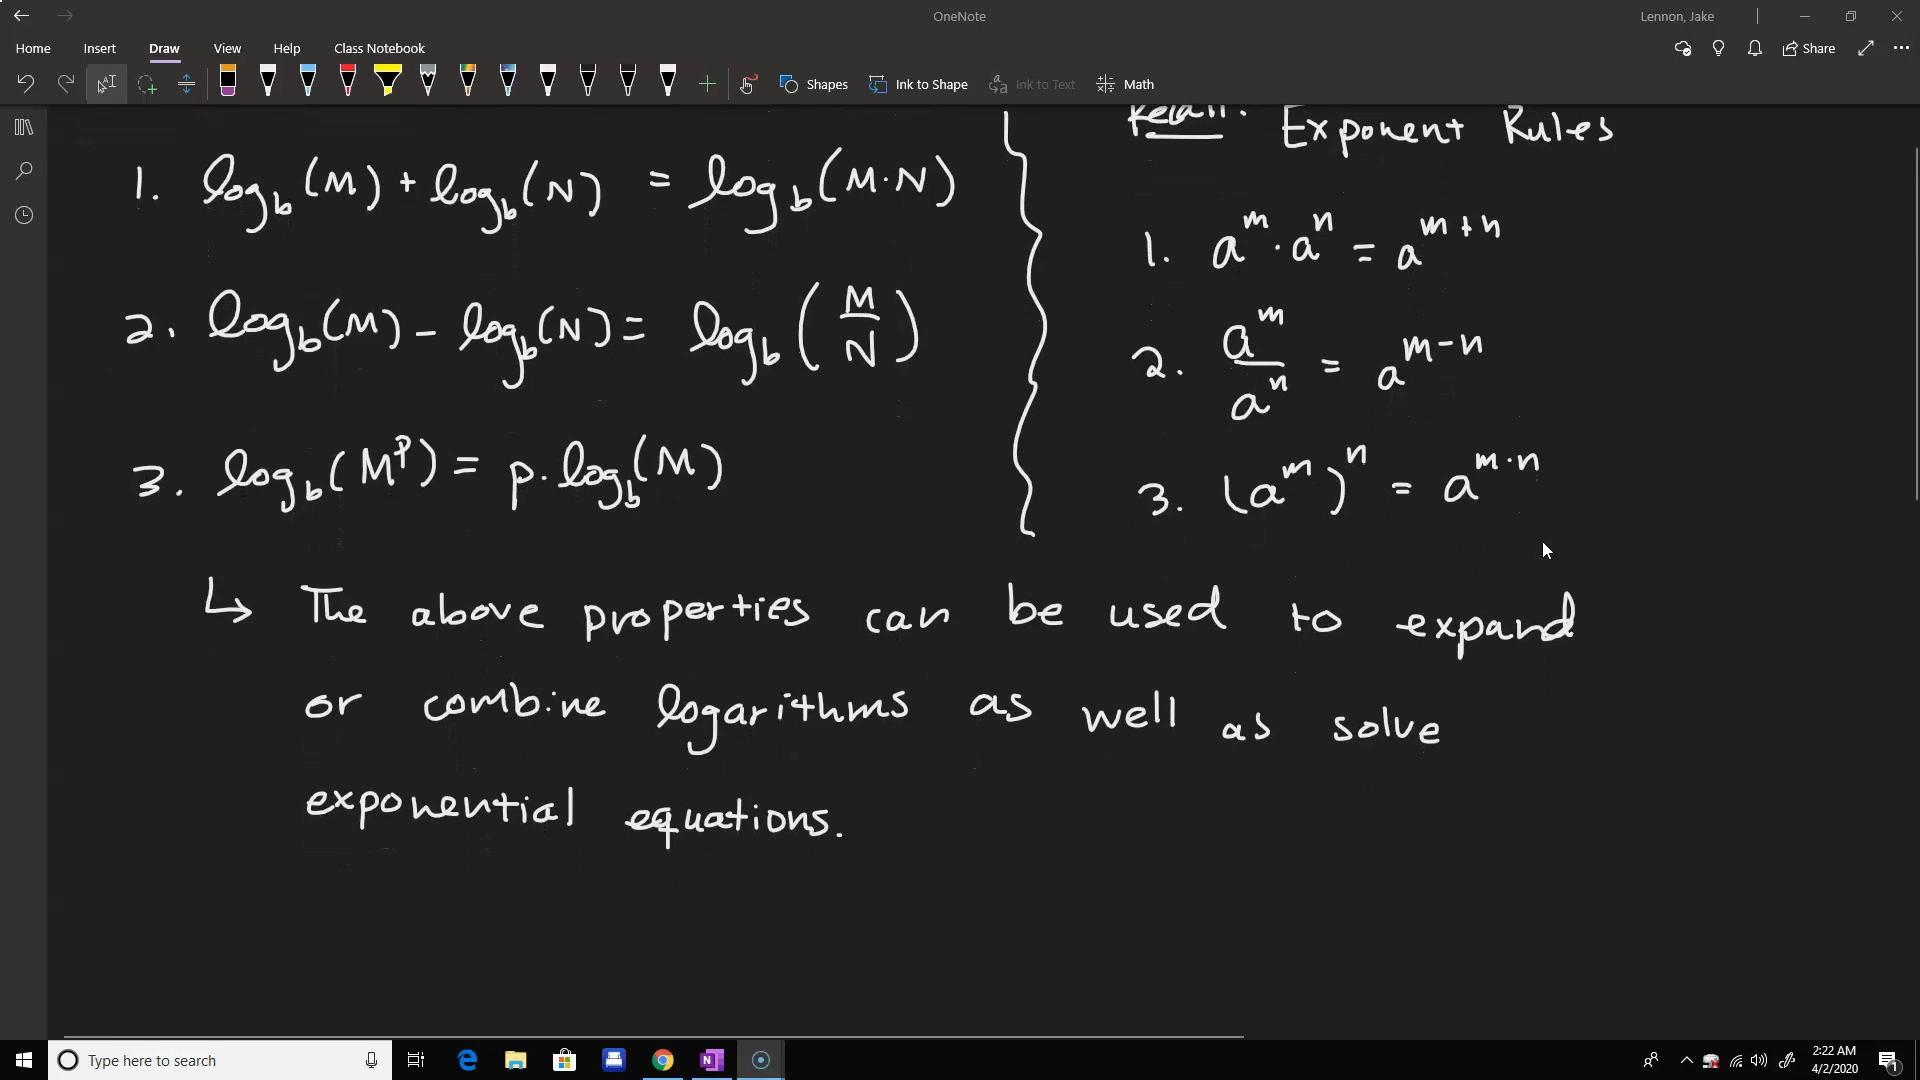 OneNote
Lennon, Jake
Home Insert Draw View Help Class Notebook
Share
Shapes Ink to Shape Ink to Text Math
Recall: Exponent Rules
1. log_b(M) + log_b(N) = log_b(M·N)
2. log_b(M) - log_b(N) = log_b(M/N)
3. log_b(M^p) = p·log_b(M)
1. a^m · a^n = a^(m+n)
2. a^m/a^n = a^(m-n)
3. (a^m)^n = a^(m·n)
↳ The above properties can be used to expand
or combine logarithms as well as solve
exponential equations.
Type here to search
2:22 AM
4/2/2020